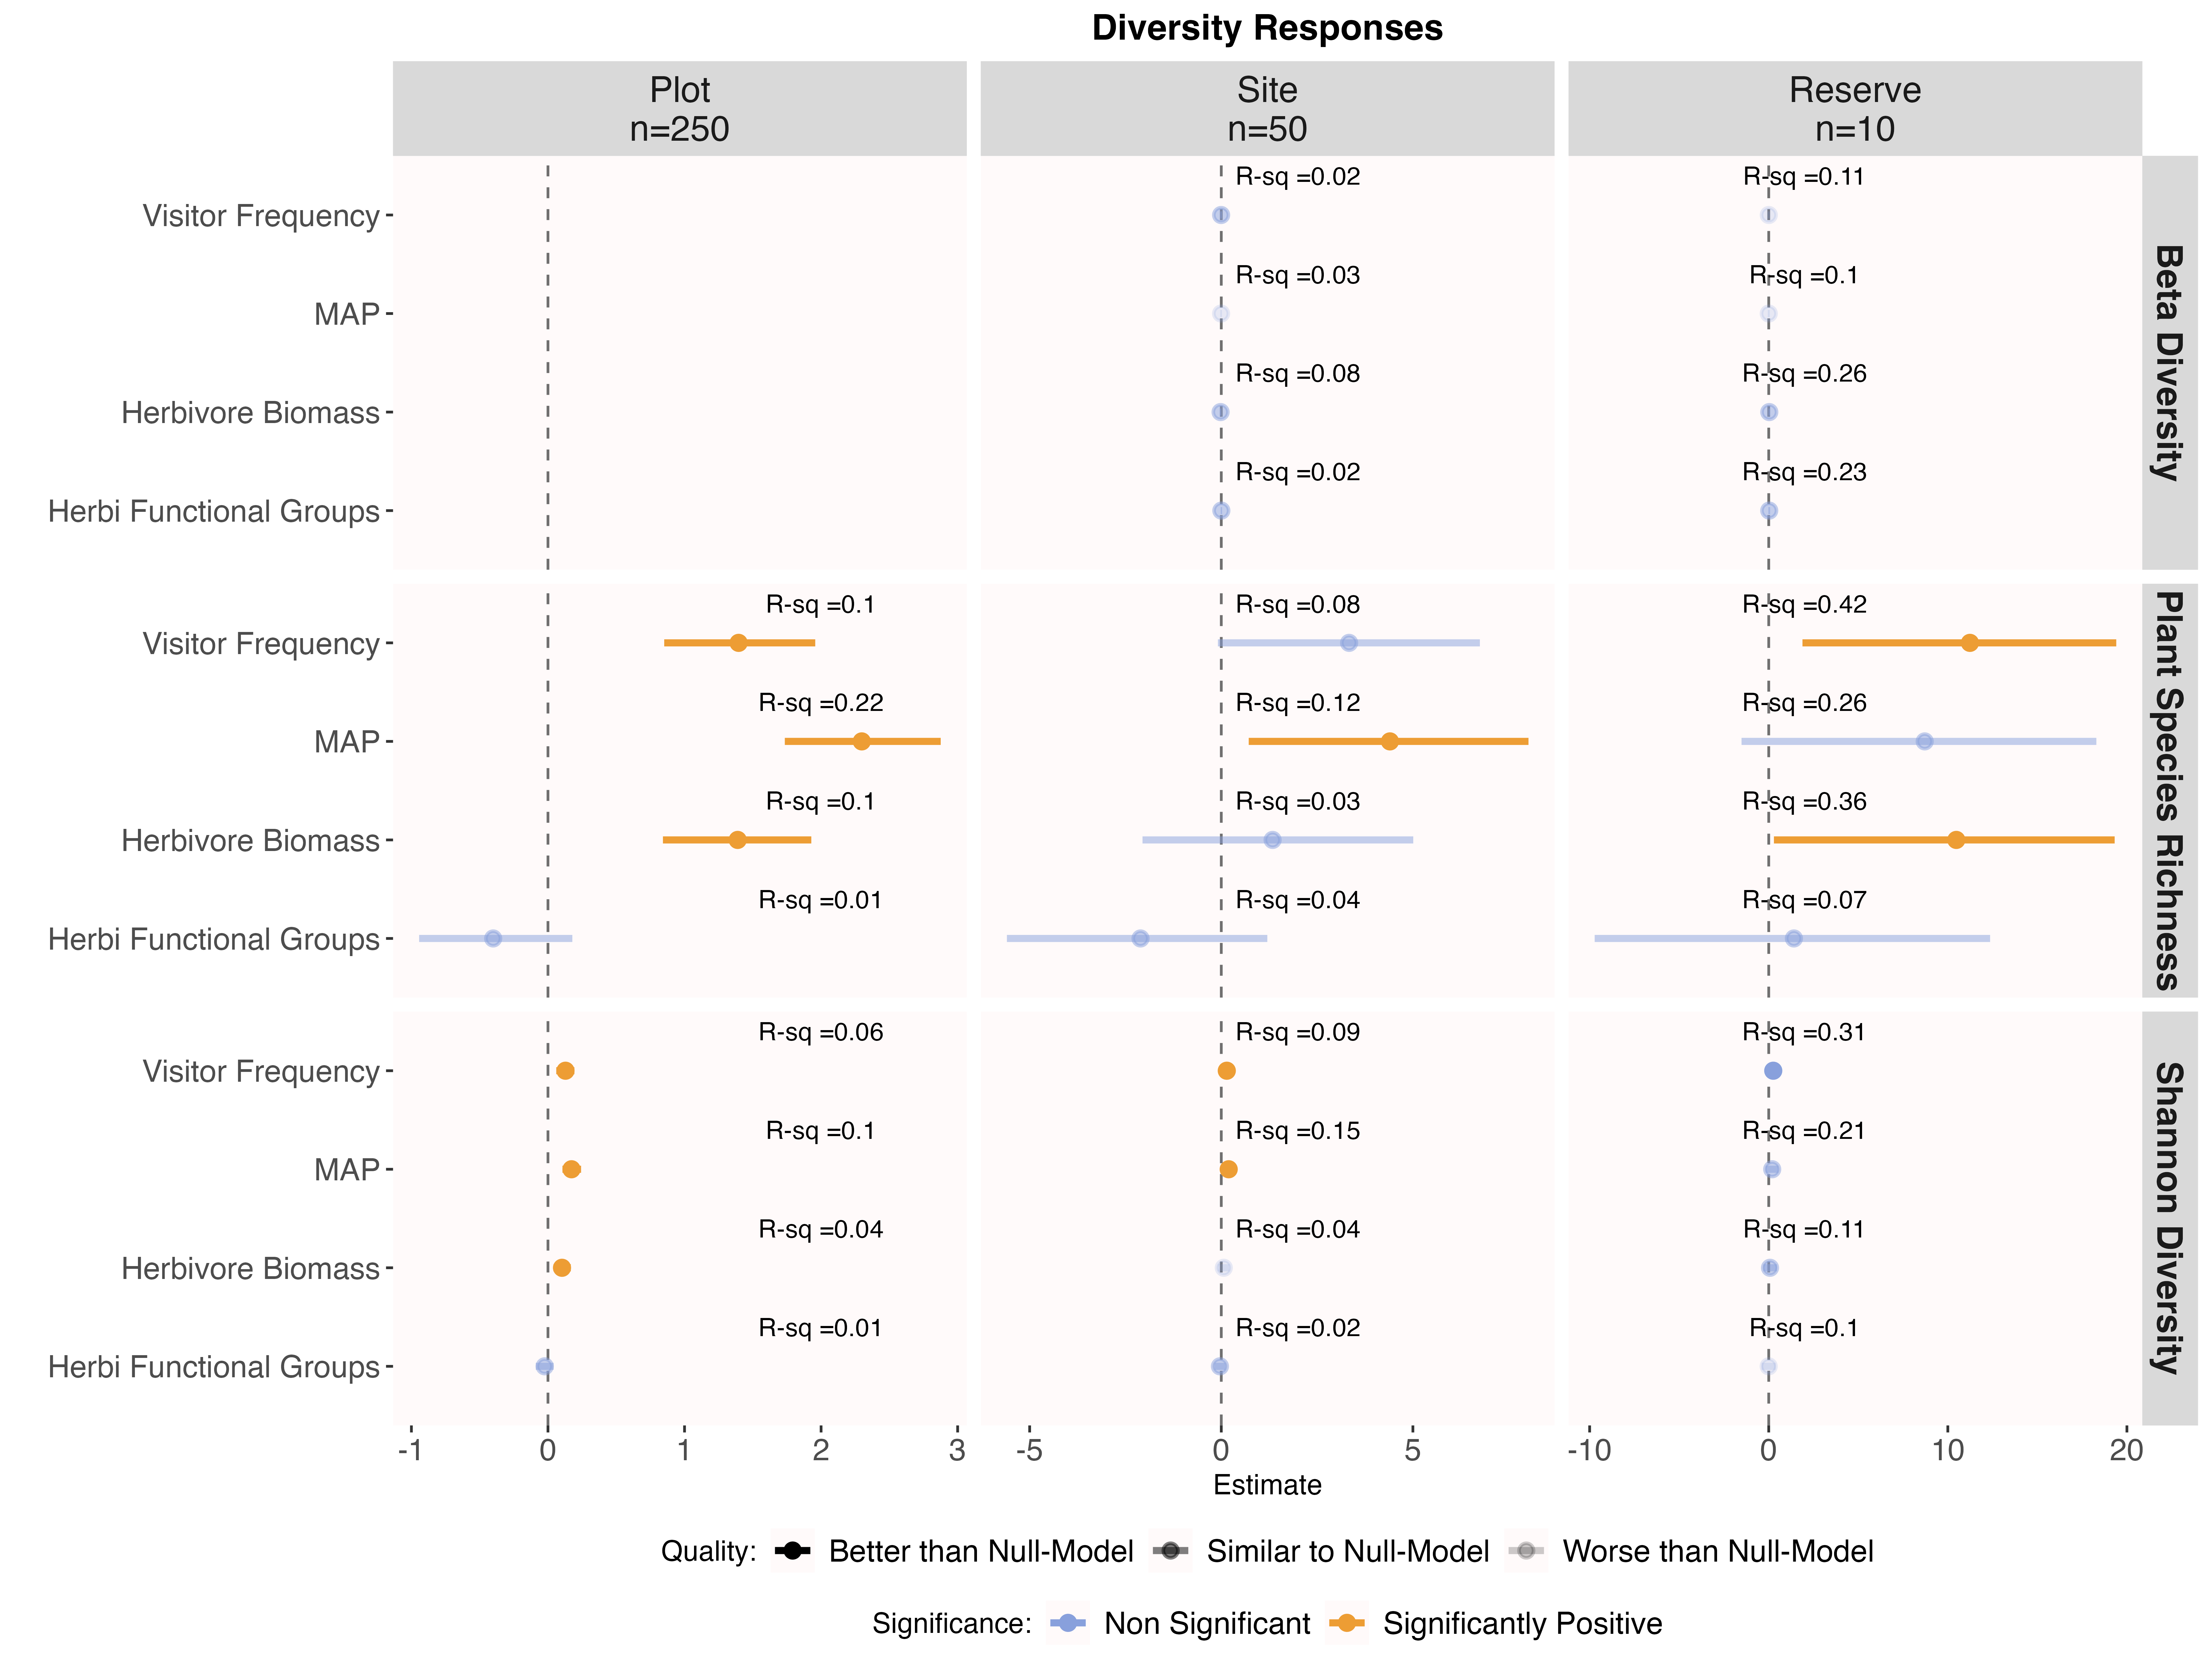 Diversity Responses
Plot
n=250
Site
n=50
Reserve
n=10
Beta Diversity
R-sq =0.02
R-sq =0.11
Visitor Frequency
R-sq =0.03
R-sq =0.1
MAP
R-sq =0.08
R-sq =0.26
Herbivore Biomass
R-sq =0.02
R-sq =0.23
Herbi Functional Groups
Plant Species Richness
R-sq =0.1
R-sq =0.08
R-sq =0.42
Visitor Frequency
R-sq =0.22
R-sq =0.12
R-sq =0.26
MAP
R-sq =0.1
R-sq =0.03
R-sq =0.36
Herbivore Biomass
R-sq =0.01
R-sq =0.04
R-sq =0.07
Herbi Functional Groups
Shannon Diversity
R-sq =0.06
R-sq =0.09
R-sq =0.31
Visitor Frequency
R-sq =0.1
R-sq =0.15
R-sq =0.21
MAP
R-sq =0.04
R-sq =0.04
R-sq =0.11
Herbivore Biomass
R-sq =0.01
R-sq =0.02
R-sq =0.1
Herbi Functional Groups
-1 0 1 2 3
-5 0 5
-10 0 10 20
Estimate
Quality: Better than Null-Model Similar to Null-Model Worse than Null-Model
Significance: Non Significant Significantly Positive